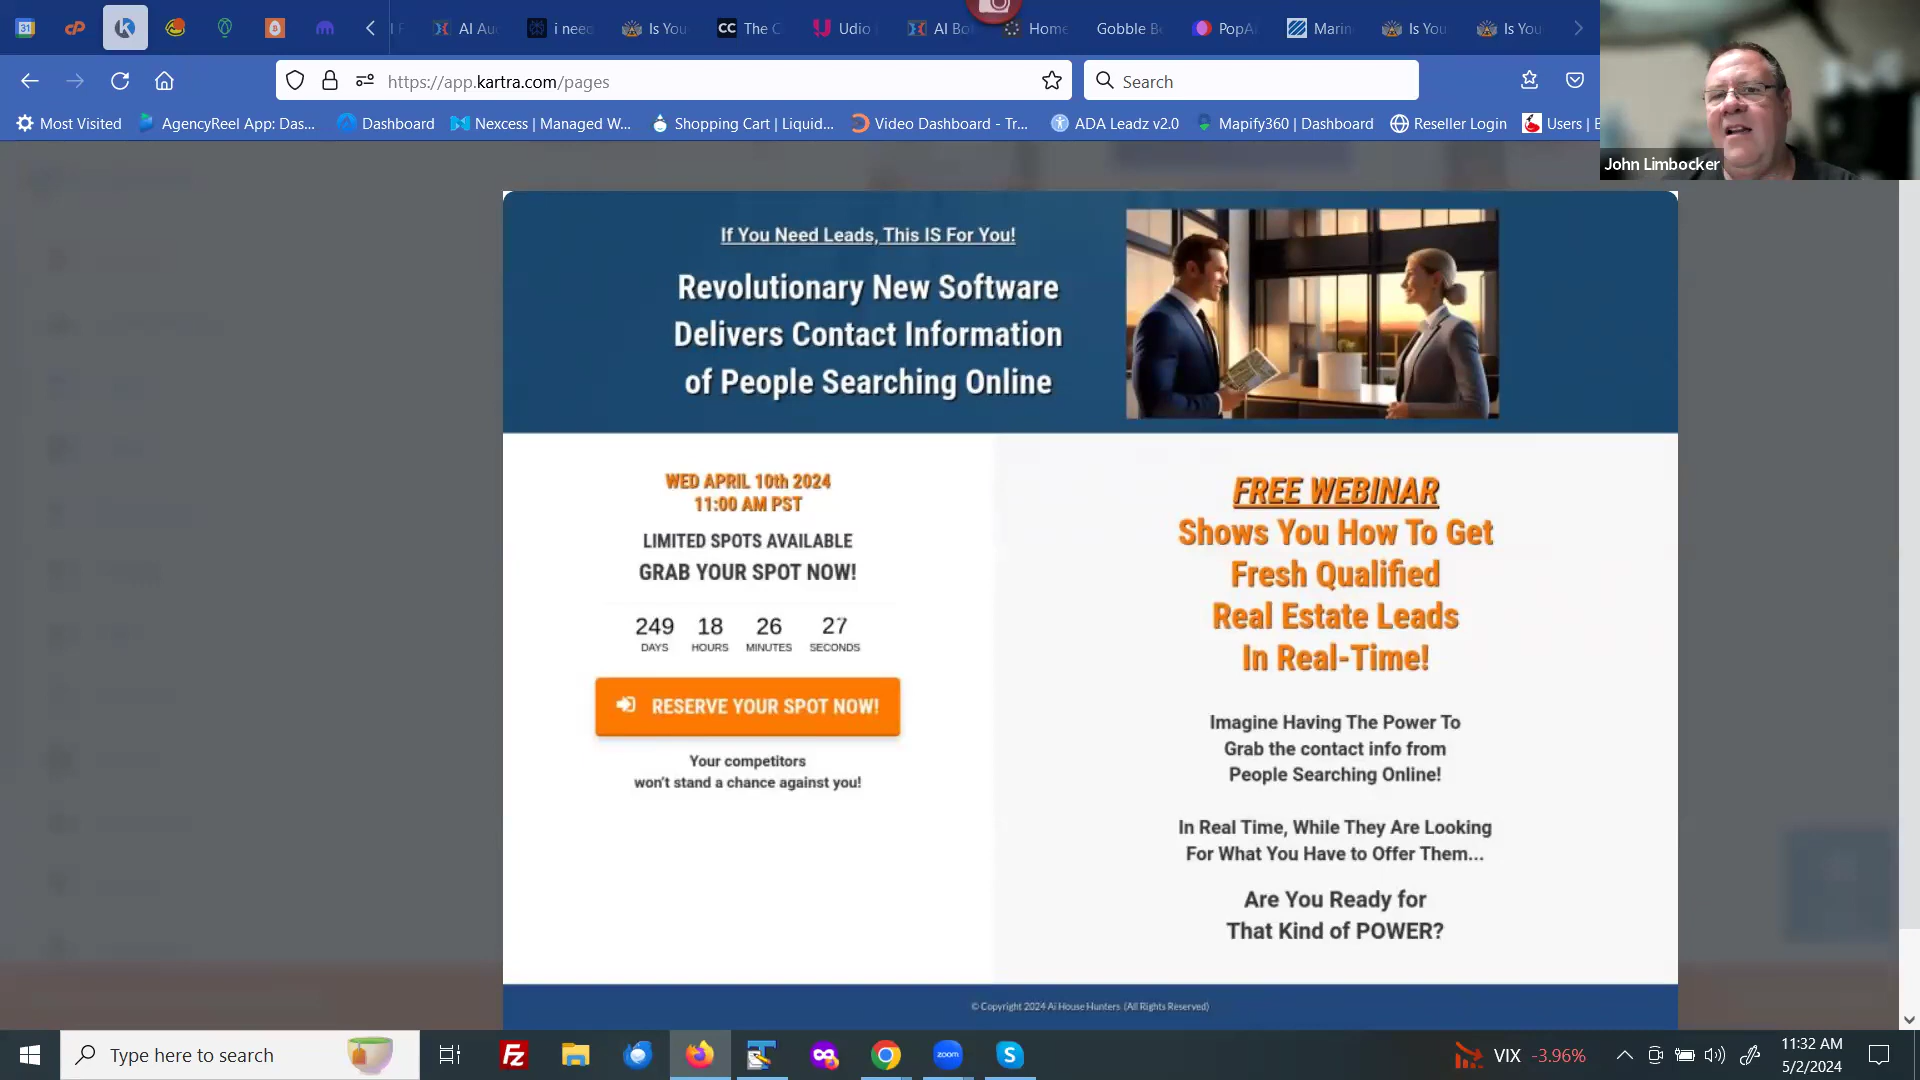 31
AI Au
i need
Is You
CC The C
Udio
AI Bo
Home
Gobble Be
PopA
Marin
Is You
Is You
https://app.kartra.com/pages
Search
Most Visited
AgencyReel App: Das...
Dashboard
Nexcess | Managed W...
Shopping Cart | Liquid...
Video Dashboard - Tr...
ADA Leadz v2.0
Mapify360 | Dashboard
Reseller Login
Users | E
John Limbocker
If You Need Leads, This IS For You!
Revolutionary New Software
Delivers Contact Information
of People Searching Online
WED APRIL 10th 2024
11:00 AM PST
LIMITED SPOTS AVAILABLE
GRAB YOUR SPOT NOW!
249 18 26 27
DAYS HOURS MINUTES SECONDS
RESERVE YOUR SPOT NOW!
Your competitors
won't stand a chance against you!
FREE WEBINAR
Shows You How To Get
Fresh Qualified
Real Estate Leads
In Real-Time!
Imagine Having The Power To
Grab the contact info from
People Searching Online!
In Real Time, While They Are Looking
For What You Have to Offer Them...
Are You Ready for
That Kind of POWER?
© Copyright 2024 Ai House Hunters. (All Rights Reserved)
Type here to search
zoom
VIX -3.96%
11:32 AM
5/2/2024